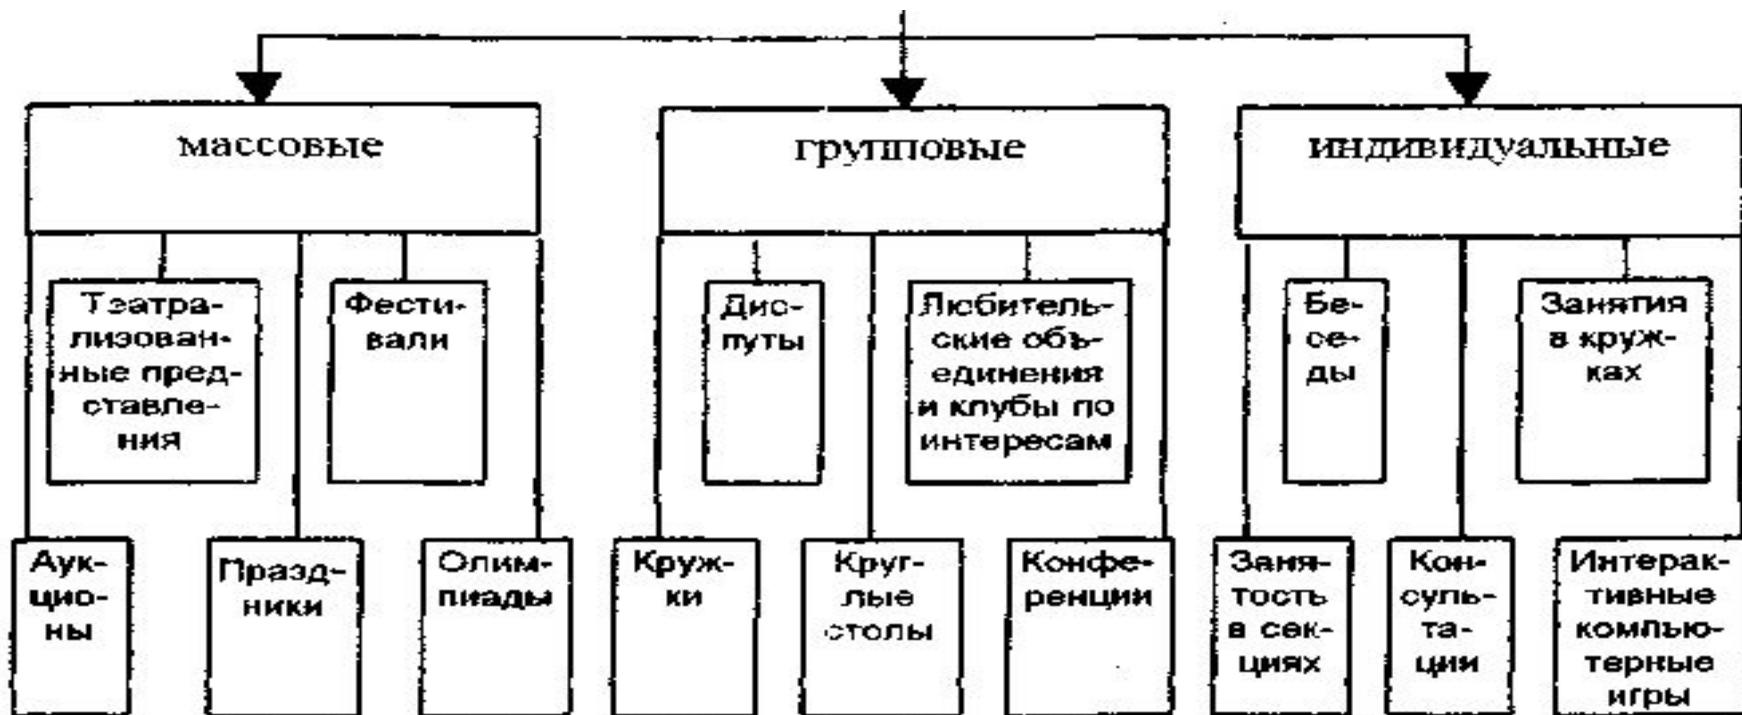 массовые
групповые
индивидуальные
Театра-
лизован-
ные пред-
ставле-
ния
Фести-
вали
Дис-
путы
Любитель-
ские объ-
единения
и клубы по
интересам
Бе-
се-
ды
Занятия
в круж-
ках
Аук-
цио-
ны
Празд-
ники
Олим-
пиады
Круж-
ки
Круг-
лые
столы
Конфе-
ренции
Заня-
тость
в сек-
циях
Кон-
суль-
та-
ции
Интерак-
тивные
компью-
терные
игры